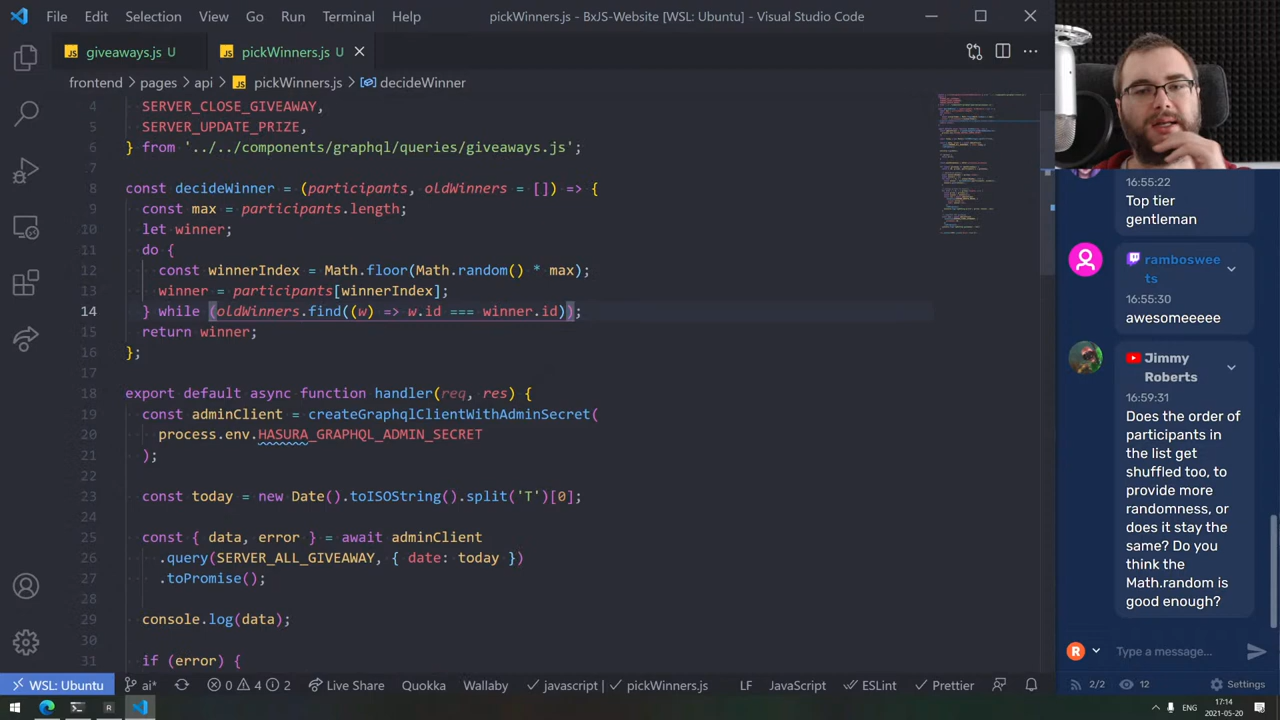 File Edit Selection View Go Run Terminal Help
pickWinners.js - BxJS-Website [WSL: Ubuntu] - Visual Studio Code
JS giveaways.js U
JS pickWinners.js U
frontend > pages > api > JS pickWinners.js > decideWinner
4 SERVER_CLOSE_GIVEAWAY,
5 SERVER_UPDATE_PRIZE,
6 } from '../../components/graphql/queries/giveaways.js';
7
8 const decideWinner = (participants, oldWinners = []) => {
9 const max = participants.length;
10 let winner;
11 do {
12 const winnerIndex = Math.floor(Math.random() * max);
13 winner = participants[winnerIndex];
14 } while (oldWinners.find((w) => w.id === winner.id));
15 return winner;
16 };
17
18 export default async function handler(req, res) {
19 const adminClient = createGraphqlClientWithAdminSecret(
20 process.env.HASURA_GRAPHQL_ADMIN_SECRET
21 );
22
23 const today = new Date().toISOString().split('T')[0];
24
25 const { data, error } = await adminClient
26 .query(SERVER_ALL_GIVEAWAY, { date: today })
27 .toPromise();
28
29 console.log(data);
30
31 if (error) {
WSL: Ubuntu ai* 0 4 2 Live Share Quokka Wallaby javascript | pickWinners.js LF JavaScript ESLint Prettier
16:55:22
Top tier
gentleman
ramboswee
ts
16:55:30
awesomeeee
Jimmy
Roberts
16:59:31
Does the order of
participants in
the list get
shuffled too, to
provide more
randomness, or
does it stay the
same? Do you
think the
Math.random is
good enough?
R
Type a message...
2/2 12 Settings
ENG
17:14
2021-05-20